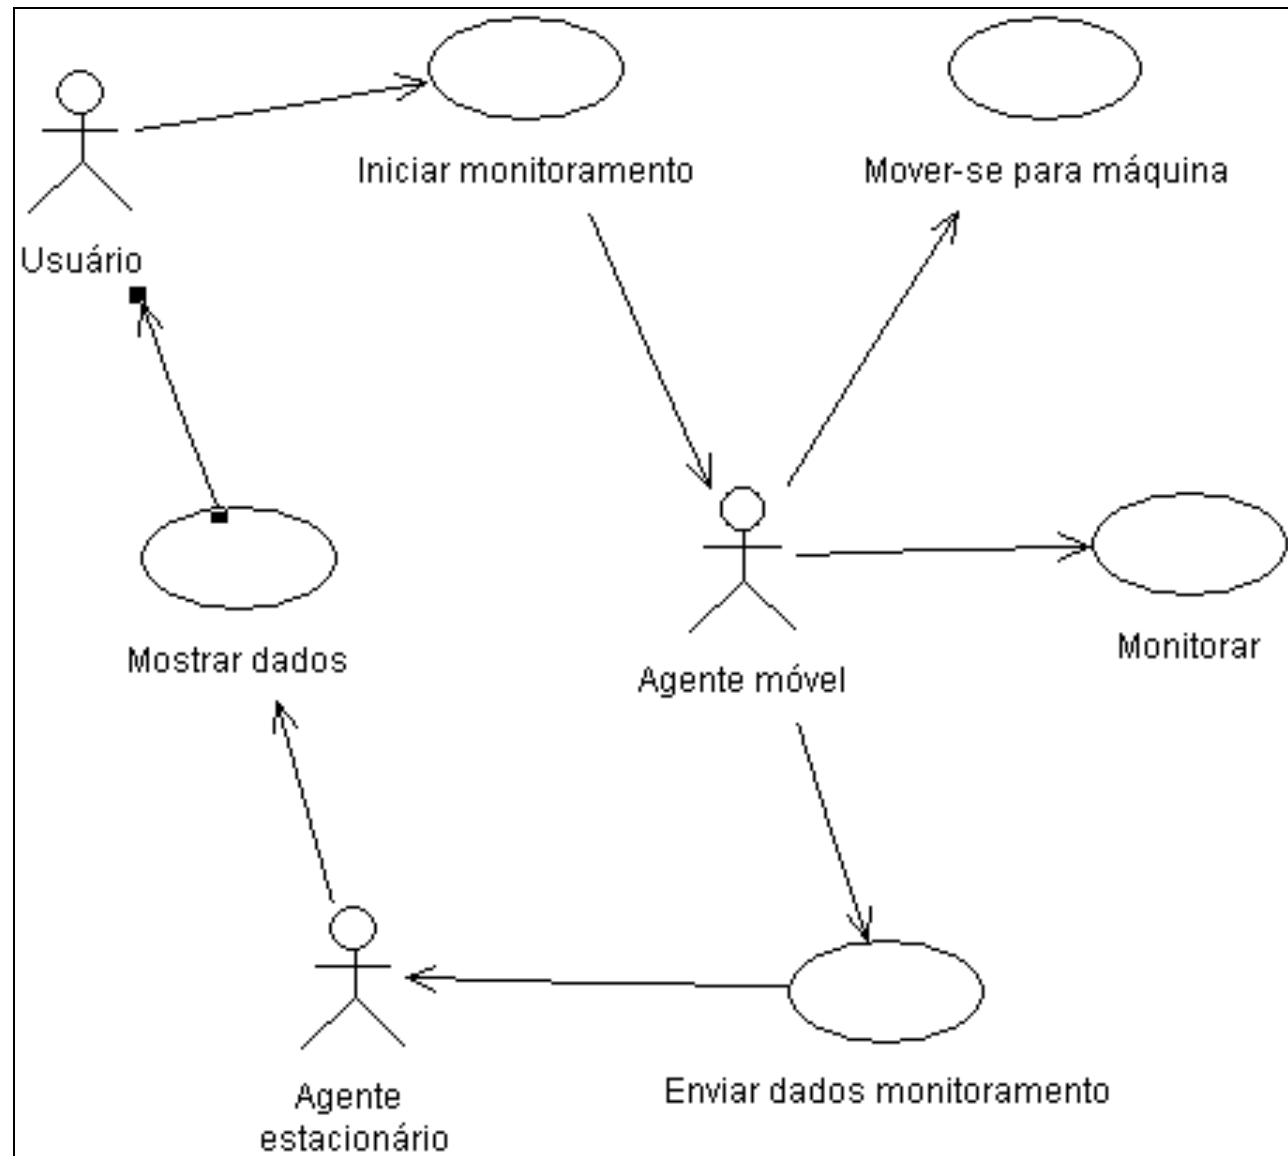 Iniciar monitoramento
Mover-se para máquina
Usuário
Mostrar dados
Agente móvel
Monitorar
Agente
estacionário
Enviar dados monitoramento